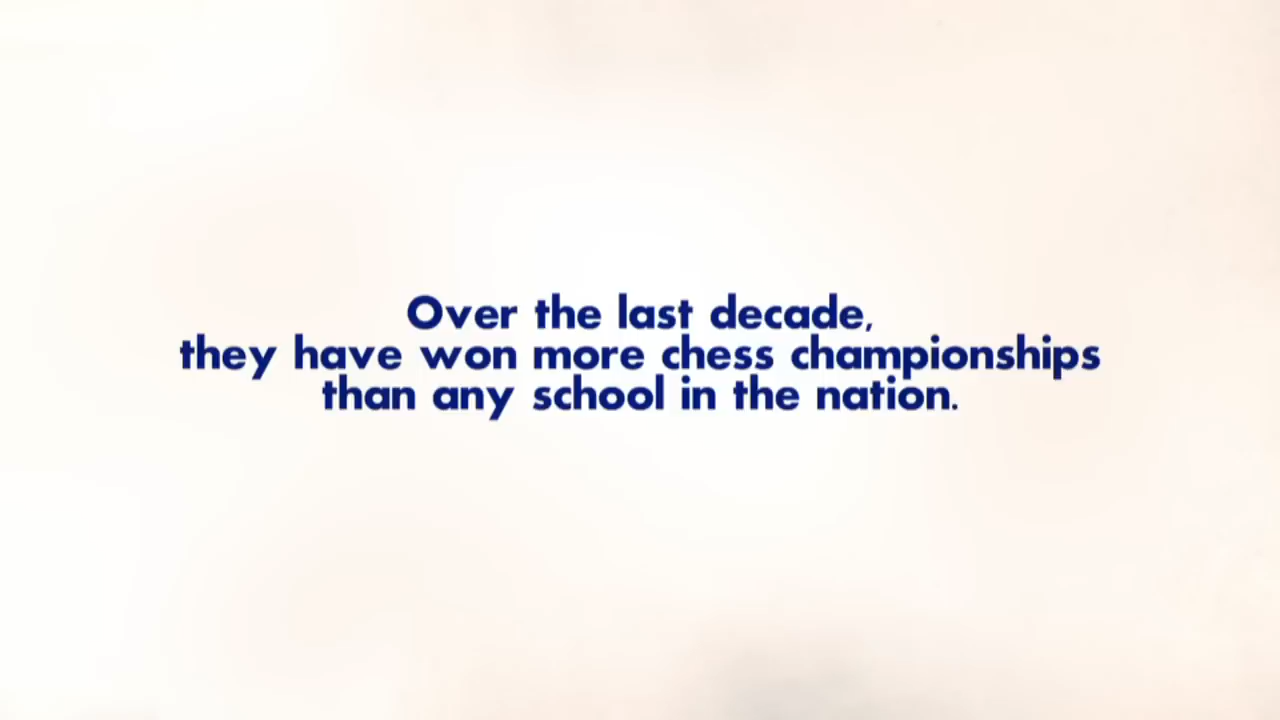 Over the last decade,
they have won more chess championships
than any school in the nation.